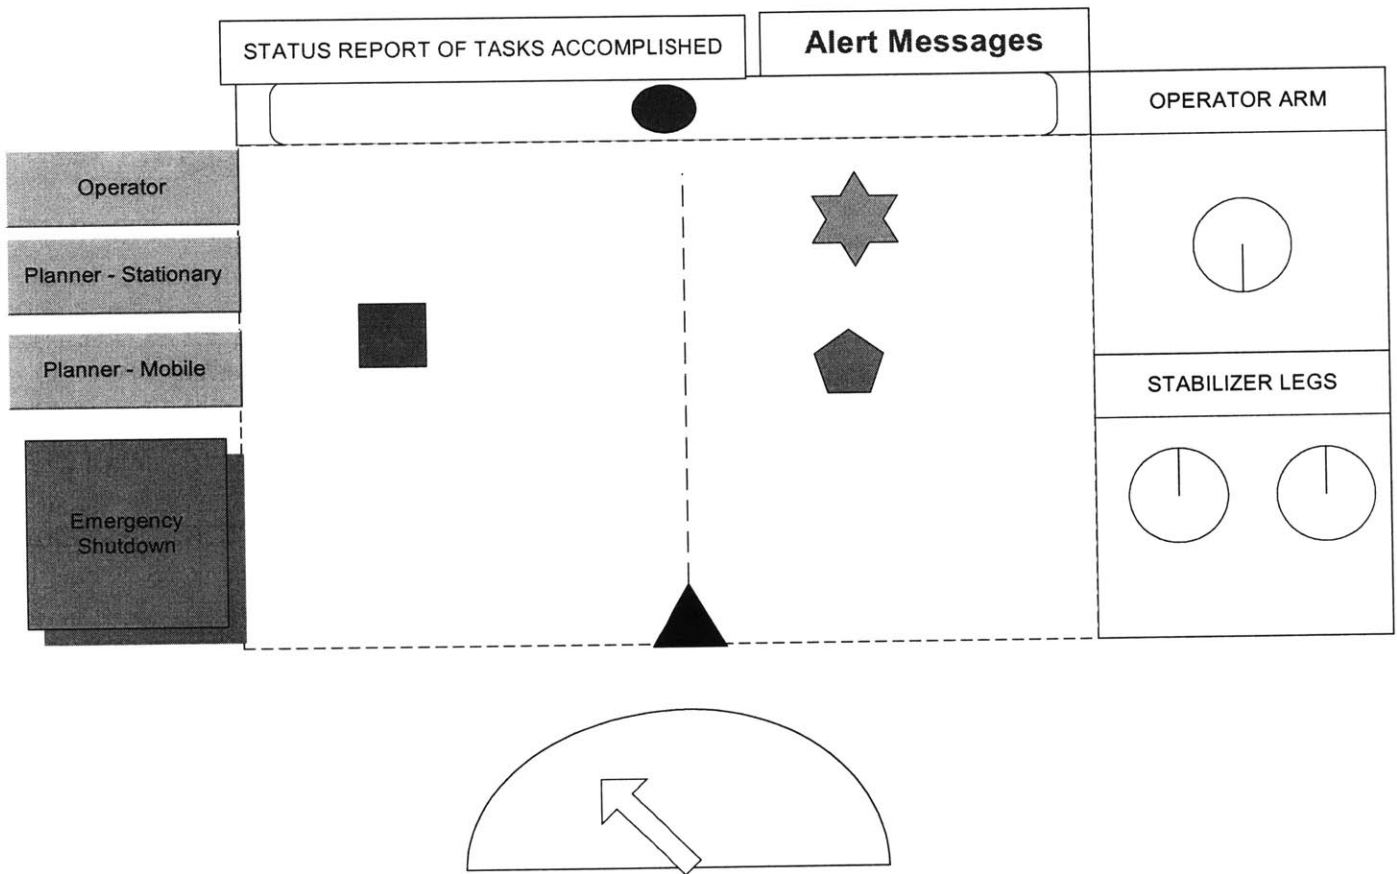 STATUS REPORT OF TASKS ACCOMPLISHED
Alert Messages
OPERATOR ARM
Operator
Planner - Stationary
Planner - Mobile
STABILIZER LEGS
Emergency
Shutdown